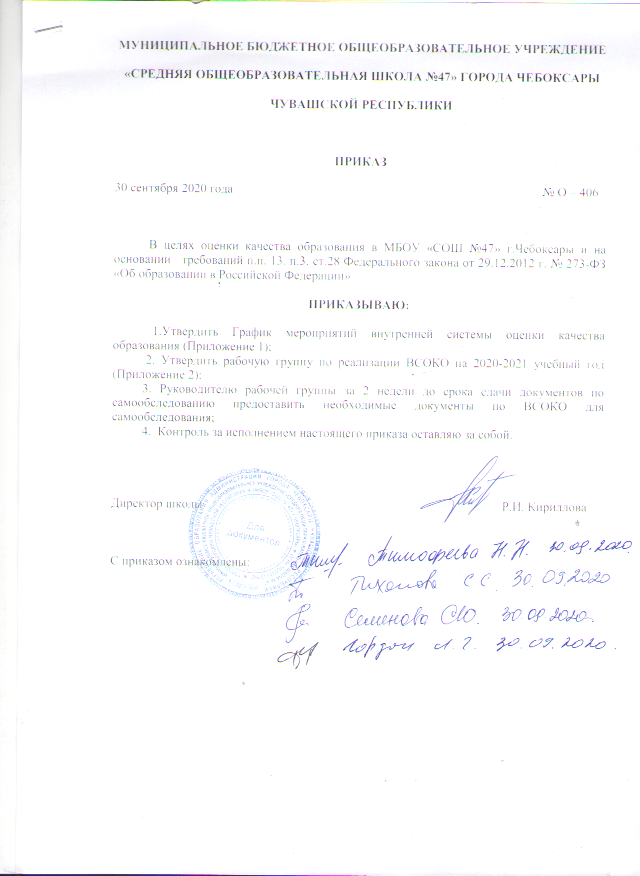 МУНИЦИПАЛЬНОЕ БЮДЖЕТНОЕ ОБЩЕОБРАЗОВАТЕЛЬНОЕ УЧРЕЖДЕНИЕ
«СРЕДНЯЯ ОБЩЕОБРАЗОВАТЕЛЬНАЯ ШКОЛА №47» ГОРОДА ЧЕБОКСАРЫ
ЧУВАШСКОЙ РЕСПУБЛИКИ
ПРИКАЗ
30 сентября 2020 года № О – 406
В целях оценки качества образования в МБОУ «СОШ №47» г.Чебоксары и на
основании требований п.п. 13. п.3. ст.28 Федерального закона от 29.12.2012 г. № 273-ФЗ
«Об образовании в Российской Федерации»
ПРИКАЗЫВАЮ:
1.Утвердить График мероприятий внутренней системы оценки качества
образования (Приложение 1);
2. Утвердить рабочую группу по реализации ВСОКО на 2020-2021 учебный год
(Приложение 2);
3. Руководителю рабочей группы за 2 недели до срока сдачи документов по
самообследованию предоставить необходимые документы по ВСОКО для
самообследования;
4. Контроль за исполнением настоящего приказа оставляю за собой.
Директор школы Р.И. Кириллова
Для
документов
С приказом ознакомлены:
Тимофеева Н.Н. 30.09.2020
Тихонова С С. 30.09.2020
Семенова С.Ю. 30 09 2020.
Гордон Л. Г. 30.09.2020.